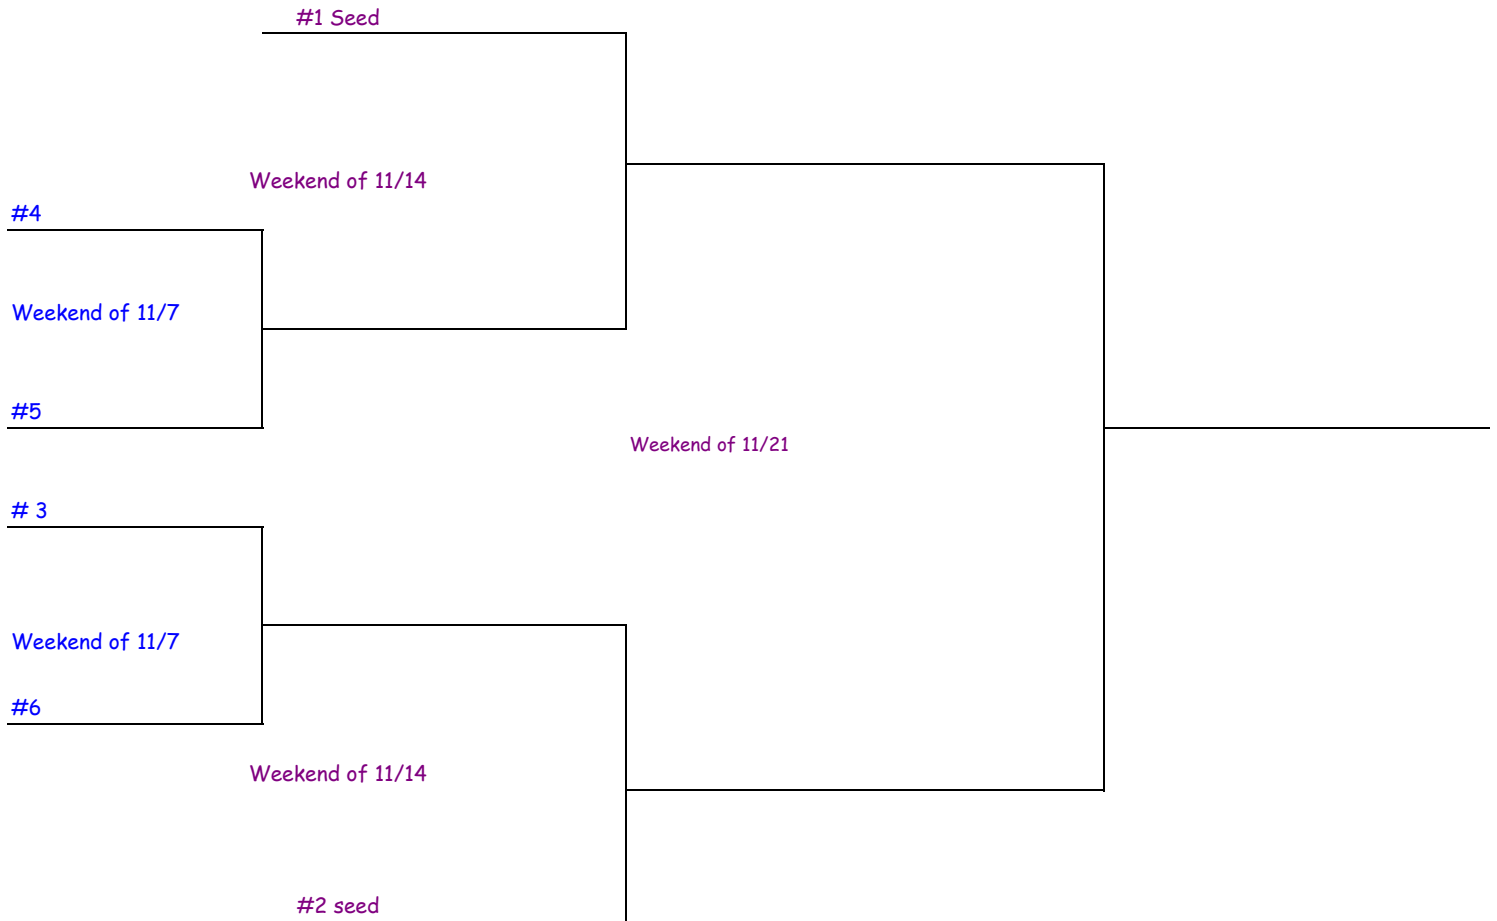 #1 Seed
Weekend of 11/14
#4
Weekend of 11/7
#5
Weekend of 11/21
# 3
Weekend of 11/7
#6
Weekend of 11/14
#2 seed